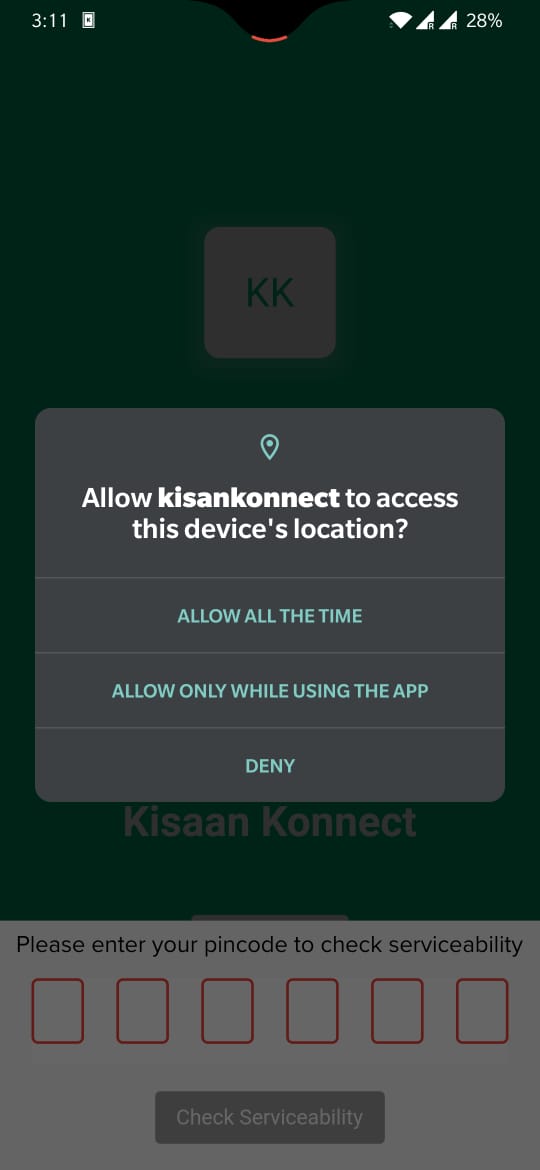 3:11
28%
KK
Allow kisankonnect to access
this device's location?
ALLOW ALL THE TIME
ALLOW ONLY WHILE USING THE APP
DENY
Kisaan Konnect
Please enter your pincode to check serviceability
Check Serviceability